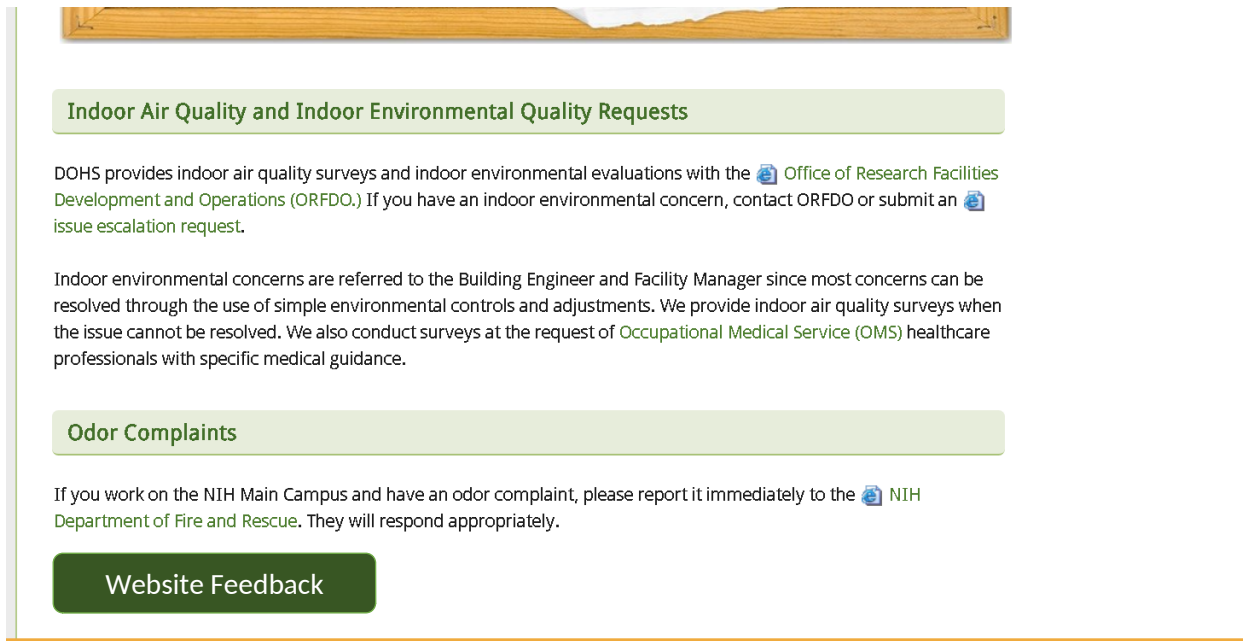 Indoor Air Quality and Indoor Environmental Quality Requests
DOHS provides indoor air quality surveys and indoor environmental evaluations with the Office of Research Facilities
Development and Operations (ORFDO.) If you have an indoor environmental concern, contact ORFDO or submit an
issue escalation request.
Indoor environmental concerns are referred to the Building Engineer and Facility Manager since most concerns can be
resolved through the use of simple environmental controls and adjustments. We provide indoor air quality surveys when
the issue cannot be resolved. We also conduct surveys at the request of Occupational Medical Service (OMS) healthcare
professionals with specific medical guidance.
Odor Complaints
If you work on the NIH Main Campus and have an odor complaint, please report it immediately to the NIH
Department of Fire and Rescue. They will respond appropriately.
Website Feedback